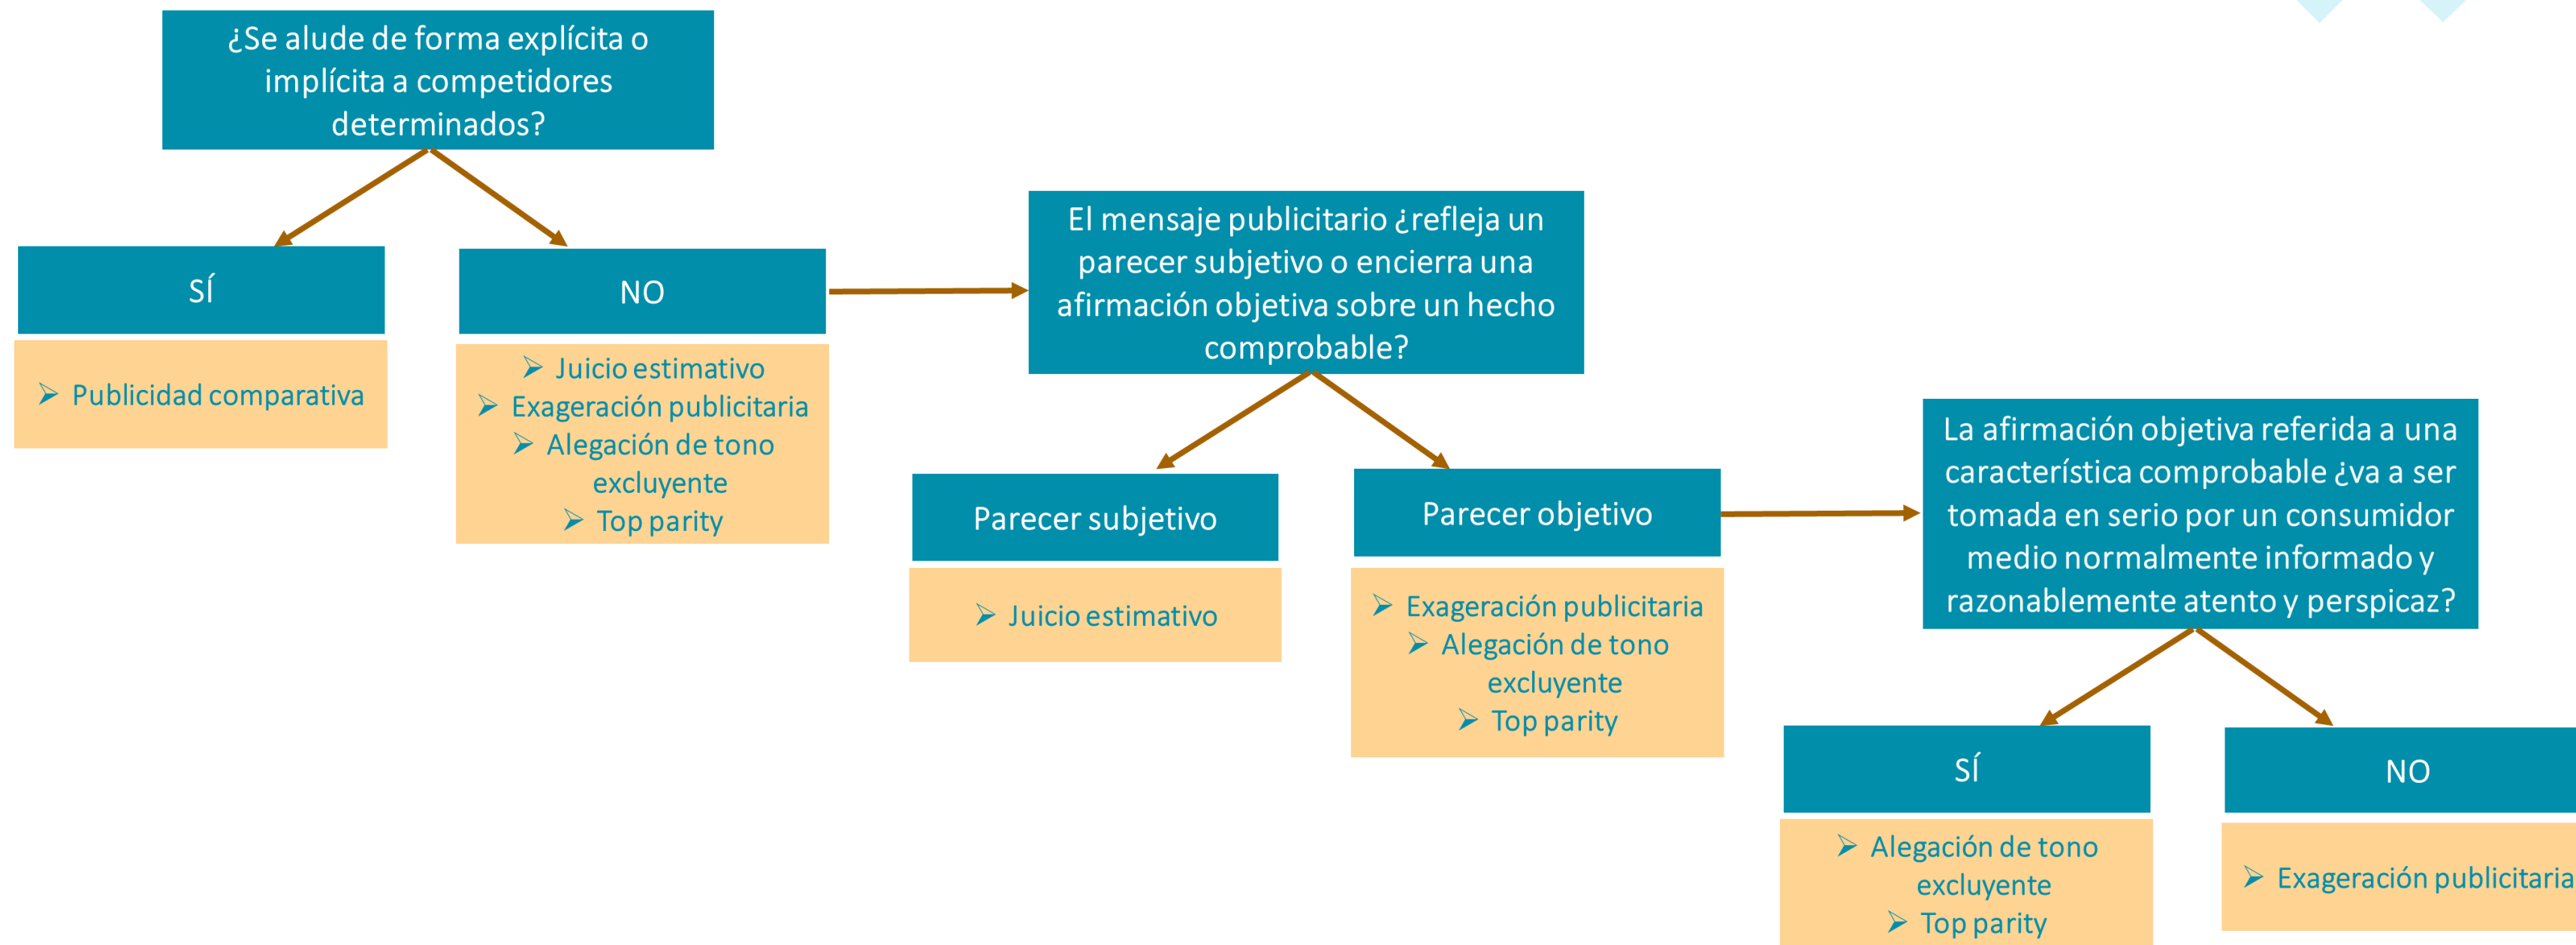 ¿Se alude de forma explícita o
implícita a competidores
determinados?
SÍ
➢ Publicidad comparativa
NO
➢ Juicio estimativo
➢ Exageración publicitaria
➢ Alegación de tono
excluyente
➢ Top parity
El mensaje publicitario ¿refleja un
parecer subjetivo o encierra una
afirmación objetiva sobre un hecho
comprobable?
Parecer subjetivo
➢ Juicio estimativo
Parecer objetivo
➢ Exageración publicitaria
➢ Alegación de tono
excluyente
➢ Top parity
La afirmación objetiva referida a una
característica comprobable ¿va a ser
tomada en serio por un consumidor
medio normalmente informado y
razonablemente atento y perspicaz?
SÍ
➢ Alegación de tono
excluyente
➢ Top parity
NO
➢ Exageración publicitaria